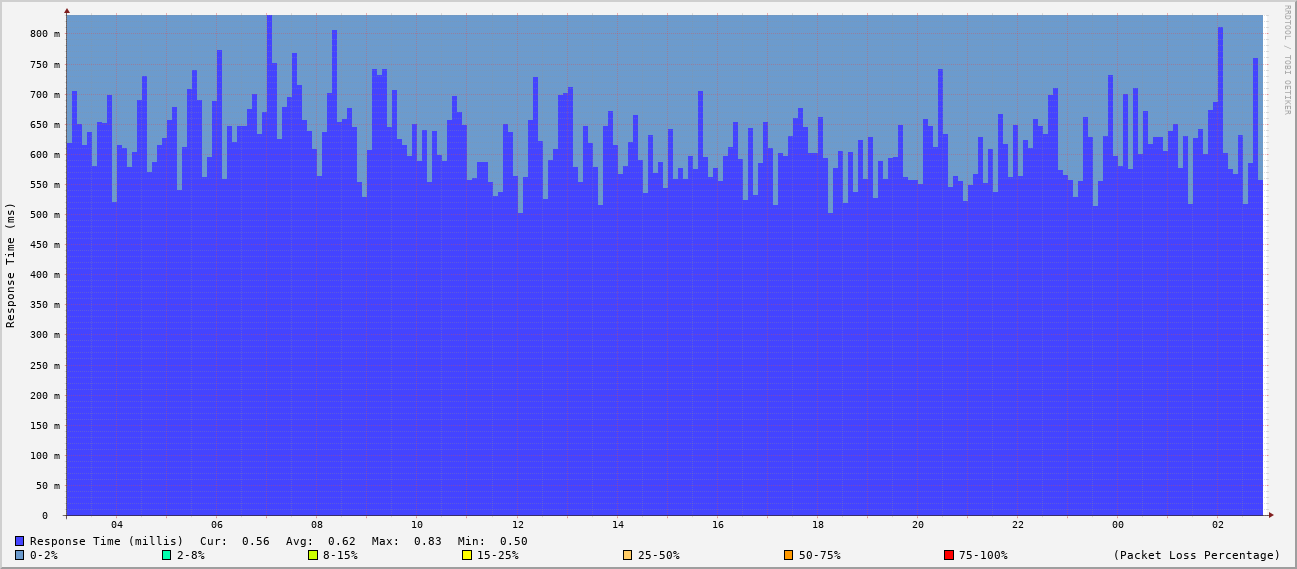 RRDTOOL / TOBI OETIKER
Response Time (ms)
800 m
750 m
700 m
650 m
600 m
550 m
500 m
450 m
400 m
350 m
300 m
250 m
200 m
150 m
100 m
50 m
0
04 06 08 10 12 14 16 18 20 22 00 02
Response Time (millis) Cur: 0.56 Avg: 0.62 Max: 0.83 Min: 0.50
0-2% 2-8% 8-15% 15-25% 25-50% 50-75% 75-100% (Packet Loss Percentage)